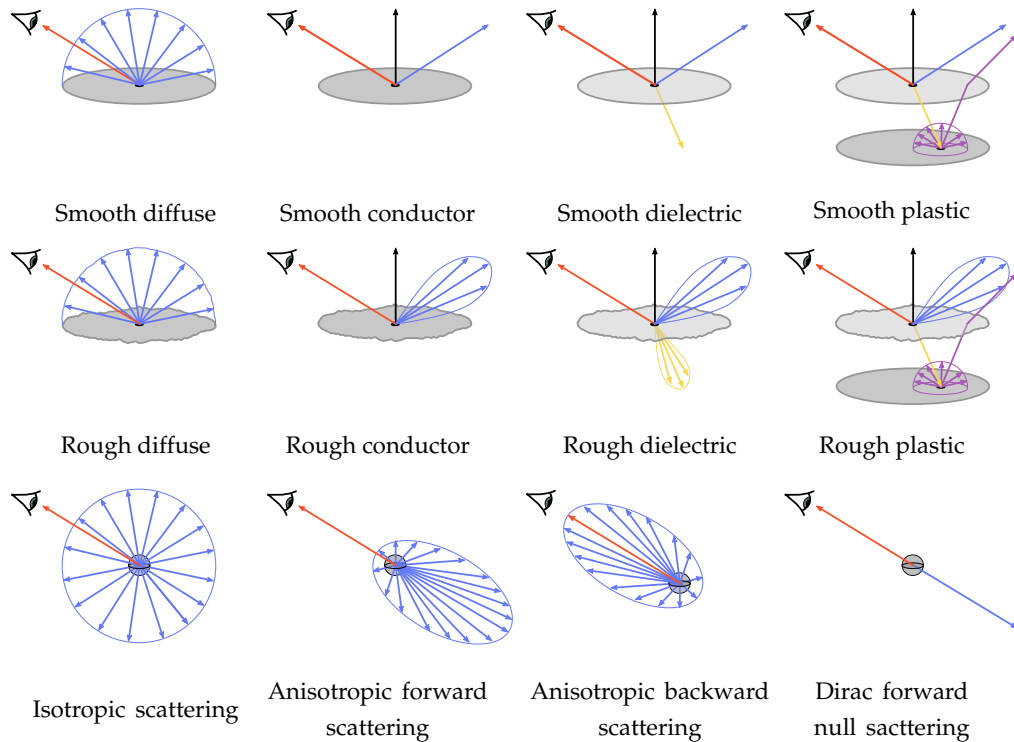 Smooth diffuse
Smooth conductor
Smooth dielectric
Smooth plastic
Rough diffuse
Rough conductor
Rough dielectric
Rough plastic
Isotropic scattering
Anisotropic forward
scattering
Anisotropic backward
scattering
Dirac forward
null sacttering